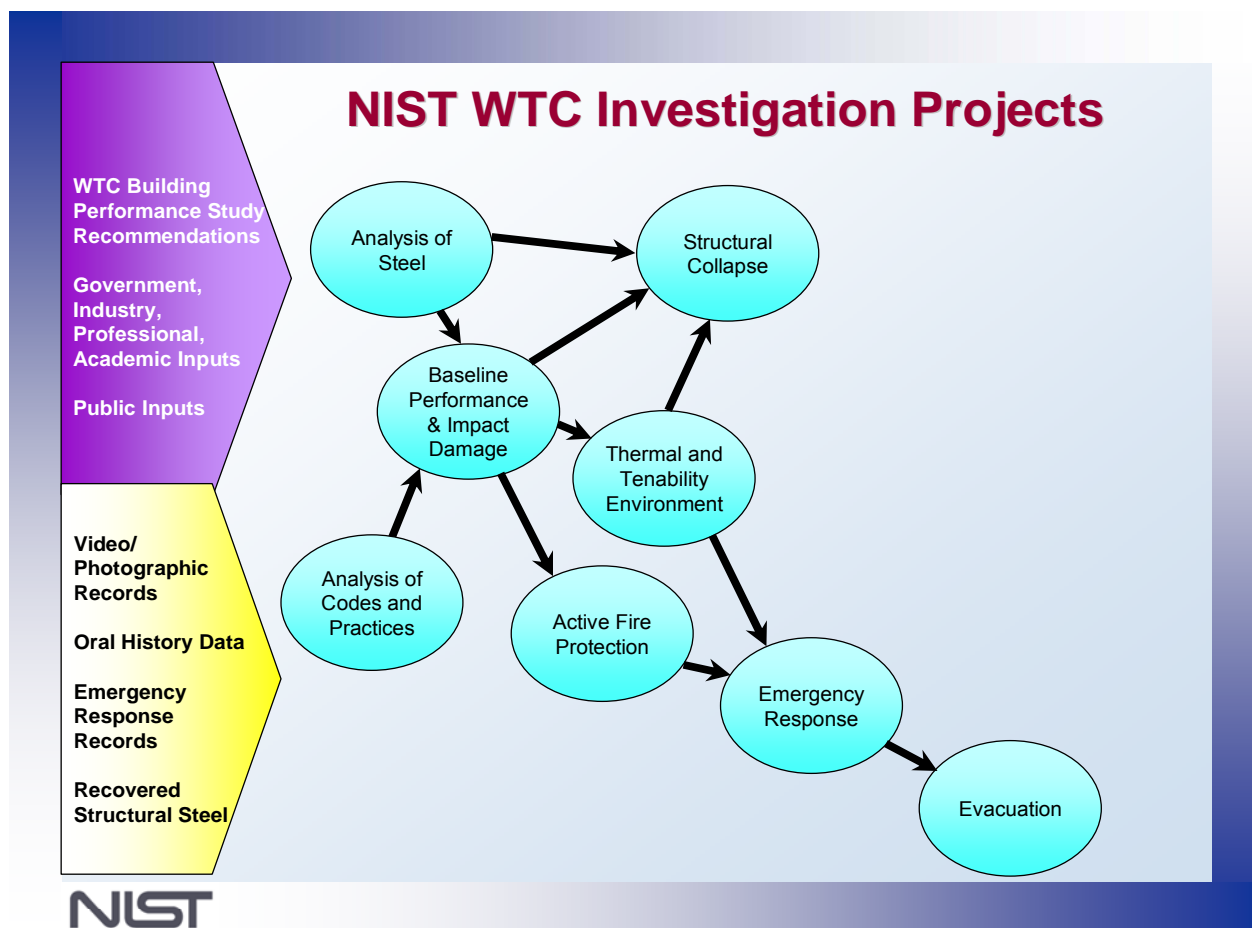 NIST WTC Investigation Projects
WTC Building
Performance Study
Recommendations
Government,
Industry,
Professional,
Academic Inputs
Public Inputs
Video/
Photographic
Records
Oral History Data
Emergency
Response
Records
Recovered
Structural Steel
Analysis of
Steel
Structural
Collapse
Baseline
Performance
& Impact
Damage
Thermal and
Tenability
Environment
Analysis of
Codes and
Practices
Active Fire
Protection
Emergency
Response
Evacuation
NIST